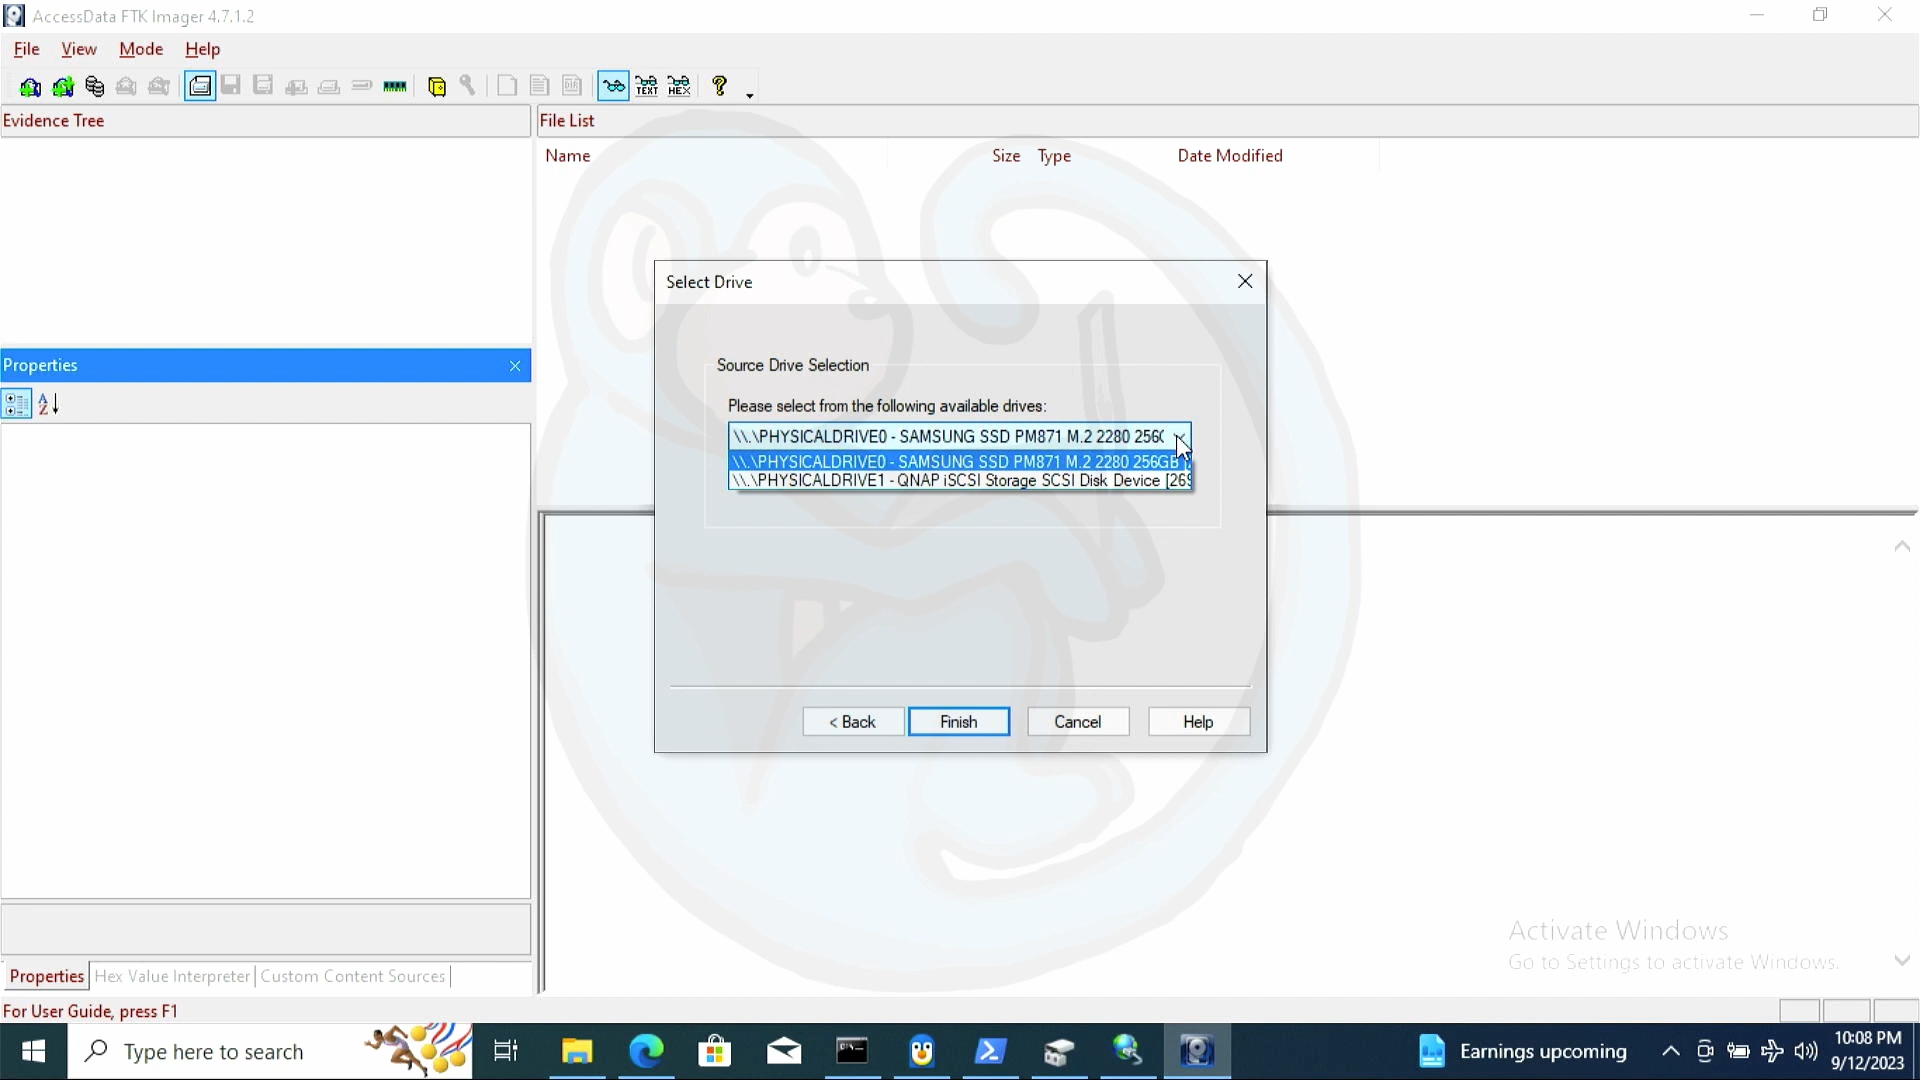 AccessData FTK Imager 4.7.1.2
File View Mode Help
TEXT HEX DIR
Evidence Tree
File List
Name Size Type Date Modified
Select Drive
Source Drive Selection
Please select from the following available drives:
\\.\PHYSICALDRIVE0 - SAMSUNG SSD PM871 M.2 2280 256G
\\.\PHYSICALDRIVE0 - SAMSUNG SSD PM871 M.2 2280 256GB [
\\.\PHYSICALDRIVE1 - QNAP iSCSI Storage SCSI Disk Device [269
< Back Finish Cancel Help
Properties
Activate Windows
Go to Settings to activate Windows.
Properties Hex Value Interpreter Custom Content Sources
For User Guide, press F1
Type here to search
Earnings upcoming
10:08 PM
9/12/2023